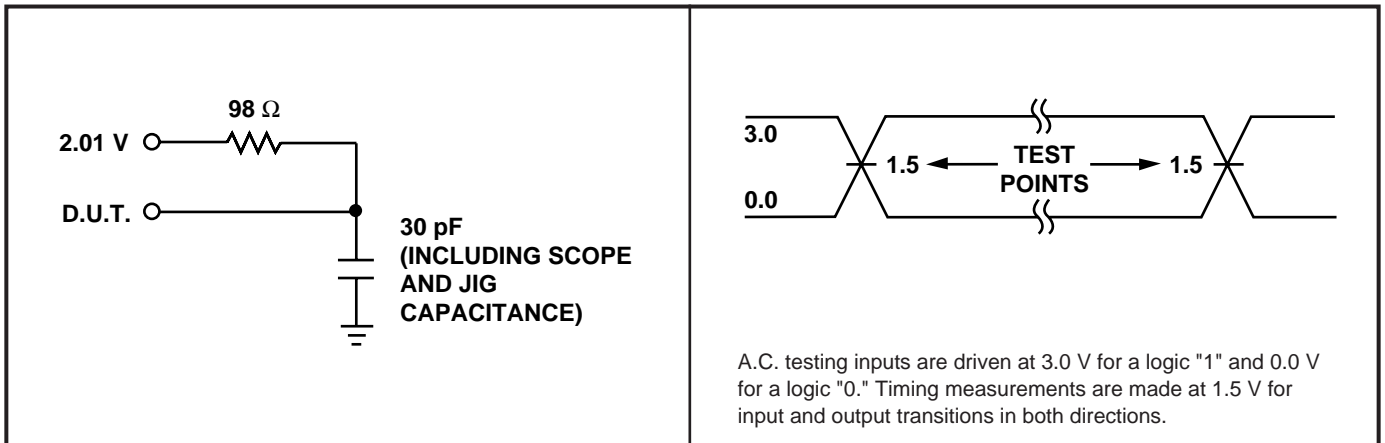 98 Ω
2.01 V
D.U.T.
30 pF
(INCLUDING SCOPE
AND JIG
CAPACITANCE)
3.0
0.0
1.5
TEST
POINTS
1.5
A.C. testing inputs are driven at 3.0 V for a logic "1" and 0.0 V
for a logic "0." Timing measurements are made at 1.5 V for
input and output transitions in both directions.